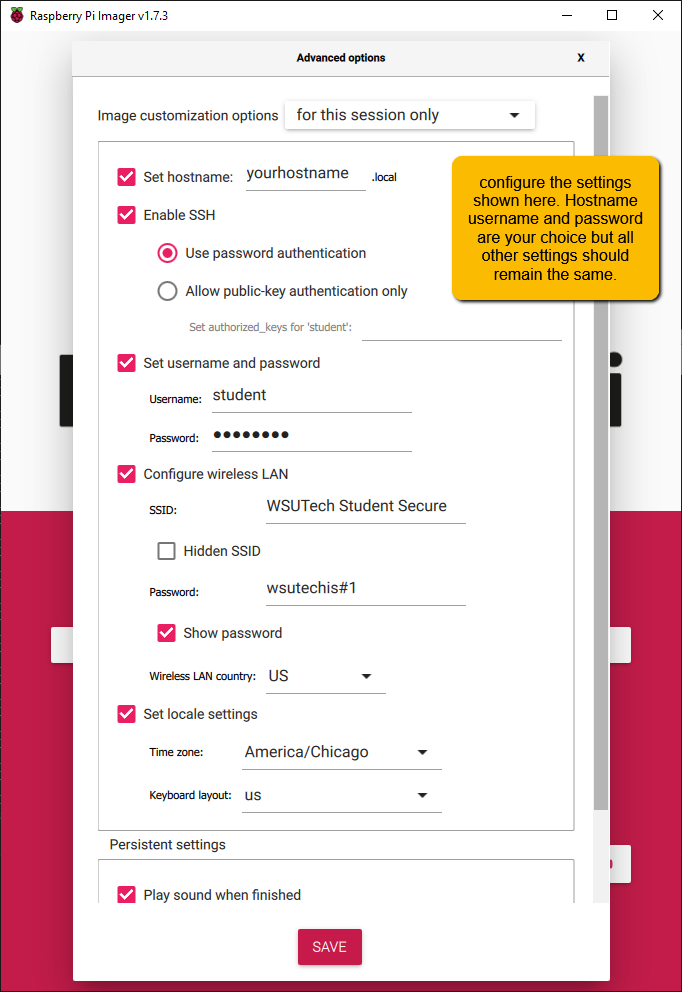 Raspberry Pi Imager v1.7.3
Advanced options
X
Image customization options
for this session only
Set hostname:
yourhostname
.local
configure the settings
shown here. Hostname
username and password
are your choice but all
other settings should
remain the same.
Enable SSH
Use password authentication
Allow public-key authentication only
Set authorized_keys for 'student':
Set username and password
Username:
student
Password:
••••••••
Configure wireless LAN
SSID:
WSUTech Student Secure
Hidden SSID
Password:
wsutechis#1
Show password
Wireless LAN country:
US
Set locale settings
Time zone:
America/Chicago
Keyboard layout:
us
Persistent settings
Play sound when finished
SAVE